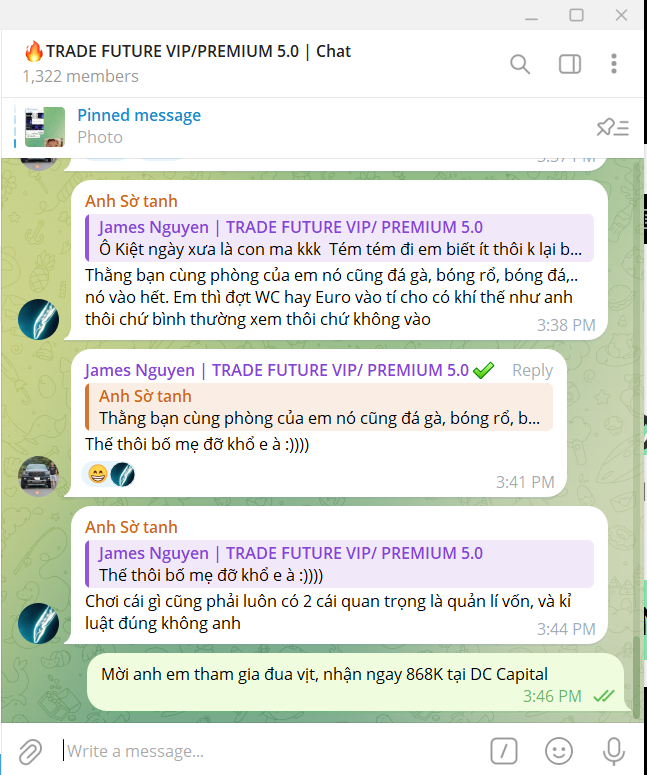 🔥TRADE FUTURE VIP/PREMIUM 5.0 | Chat
1,322 members
Pinned message
Photo
3:37 PM
Anh Sờ tanh
James Nguyen | TRADE FUTURE VIP/ PREMIUM 5.0
Ô Kiệt ngày xưa là con ma kkk  Tém tém đi em biết ít thôi k lại b...
Thằng bạn cùng phòng của em nó cũng đá gà, bóng rổ, bóng đá,..
nó vào hết. Em thì đợt WC hay Euro vào tí cho có khí thế như anh
thôi chứ bình thường xem thôi chứ không vào
3:38 PM
James Nguyen | TRADE FUTURE VIP/ PREMIUM 5.0 Reply
Anh Sờ tanh
Thằng bạn cùng phòng của em nó cũng đá gà, bóng rổ, b...
Thế thôi bố mẹ đỡ khổ e à :))))
3:41 PM
Anh Sờ tanh
James Nguyen | TRADE FUTURE VIP/ PREMIUM 5.0
Thế thôi bố mẹ đỡ khổ e à :))))
Chơi cái gì cũng phải luôn có 2 cái quan trọng là quản lí vốn, và kỉ
luật đúng không anh
3:44 PM
Mời anh em tham gia đua vịt, nhận ngay 868K tại DC Capital
3:46 PM
Write a message...